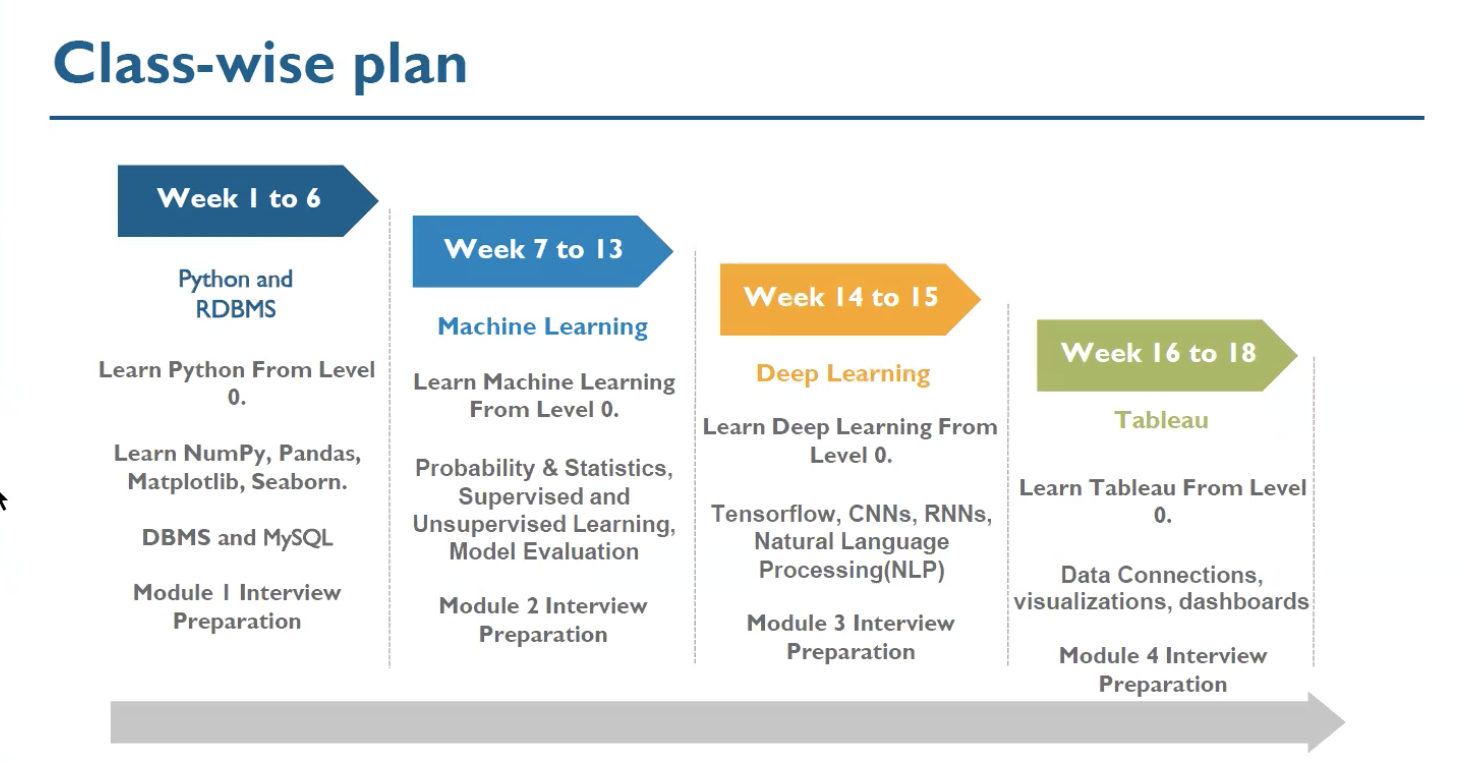 Class-wise plan
Week 1 to 6
Python and
RDBMS
Learn Python From Level
0.
Learn NumPy, Pandas,
Matplotlib, Seaborn.
DBMS and MySQL
Module 1 Interview
Preparation
Week 7 to 13
Machine Learning
Learn Machine Learning
From Level 0.
Probability & Statistics,
Supervised and
Unsupervised Learning,
Model Evaluation
Module 2 Interview
Preparation
Week 14 to 15
Deep Learning
Learn Deep Learning From
Level 0.
Tensorflow, CNNs, RNNs,
Natural Language
Processing(NLP)
Module 3 Interview
Preparation
Week 16 to 18
Tableau
Learn Tableau From Level
0.
Data Connections,
visualizations, dashboards
Module 4 Interview
Preparation